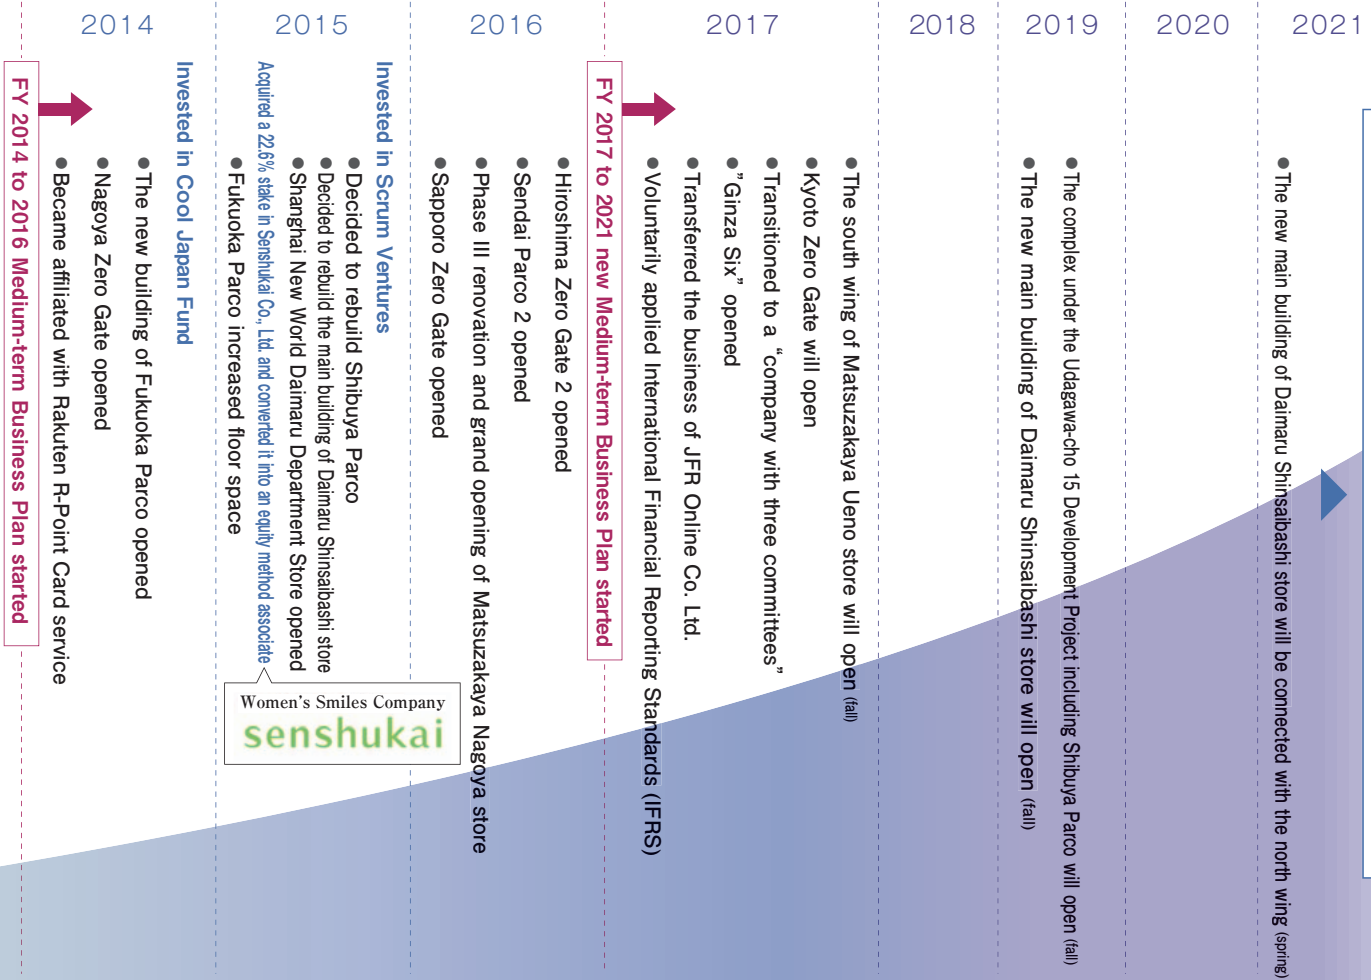 2014
2015
2016
2017
2018
2019
2020
2021
FY 2014 to 2016 Medium-term Business Plan started
●Became affiliated with Rakuten R-Point Card service
●Nagoya Zero Gate opened
●The new building of Fukuoka Parco opened
Invested in Cool Japan Fund
●Fukuoka Parco increased floor space
Acquired a 22.6% stake in Senshukai Co., Ltd. and converted it into an equity method associate
Women's Smiles Company
senshukai
●Shanghai New World Daimaru Department Store opened
●Decided to rebuild the main building of Daimaru Shinsaibashi store
●Decided to rebuild Shibuya Parco
Invested in Scrum Ventures
●Sapporo Zero Gate opened
●Phase III renovation and grand opening of Matsuzakaya Nagoya store
●Sendai Parco 2 opened
●Hiroshima Zero Gate 2 opened
FY 2017 to 2021 new Medium-term Business Plan started
●Voluntarily applied International Financial Reporting Standards (IFRS)
●Transferred the business of JFR Online Co. Ltd.
●"Ginza Six" opened
●Transitioned to a "company with three committees"
●Kyoto Zero Gate will open
●The south wing of Matsuzakaya Ueno store will open (fall)
●The new main building of Daimaru Shinsaibashi store will open (fall)
●The complex under the Udagawa-cho 15 Development Project including Shibuya Parco will open (fall)
●The new main building of Daimaru Shinsaibashi store will be connected with the north wing (spring)